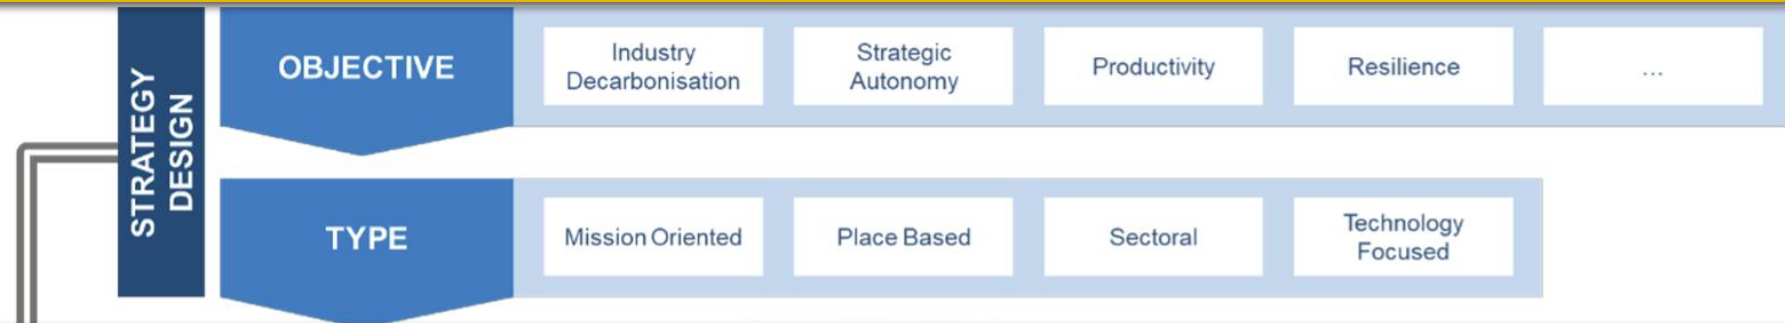 STRATEGY
DESIGN
OBJECTIVE
Industry
Decarbonisation
Strategic
Autonomy
Productivity
Resilience
...
TYPE
Mission Oriented
Place Based
Sectoral
Technology
Focused